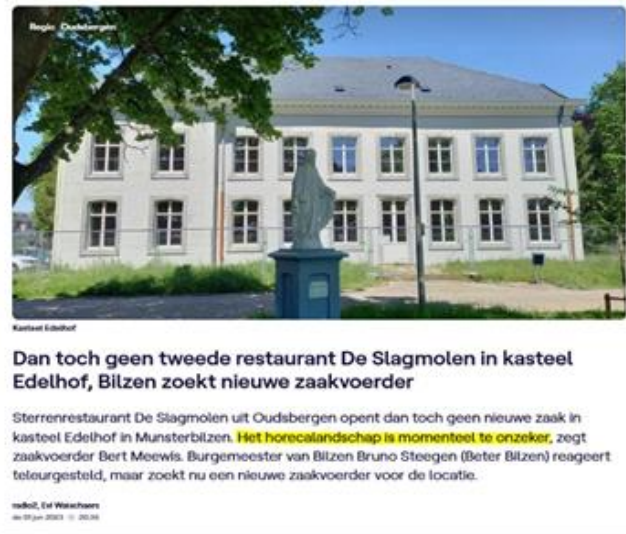 Regio Oudsbergen
Kasteel Edelhof
Dan toch geen tweede restaurant De Slagmolen in kasteel
Edelhof, Bilzen zoekt nieuwe zaakvoerder
Sterrenrestaurant De Slagmolen uit Oudsbergen opent dan toch geen nieuwe zaak in
kasteel Edelhof in Munsterbilzen. Het horecalandschap is momenteel te onzeker, zegt
zaakvoerder Bert Meewis. Burgemeester van Bilzen Bruno Steegen (Beter Bilzen) reageert
teleurgesteld, maar zoekt nu een nieuwe zaakvoerder voor de locatie.
radio2, Evi
jun 2023